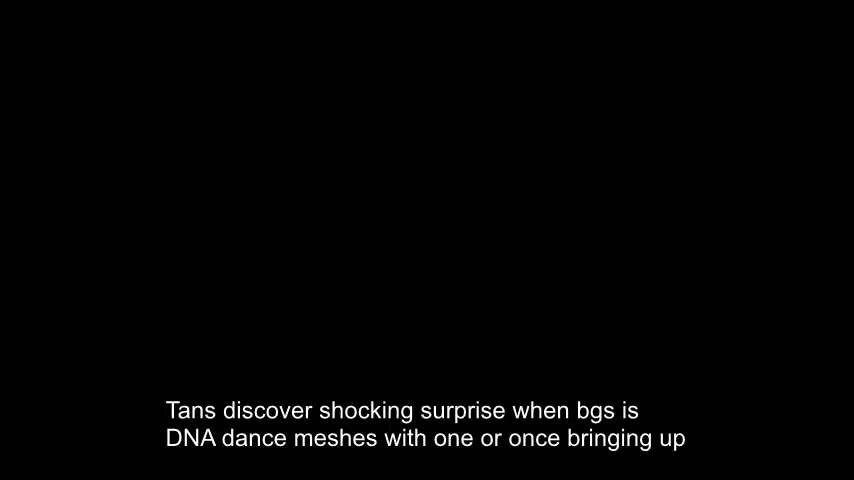 Tans discover shocking surprise when bgs is
DNA dance meshes with one or once bringing up